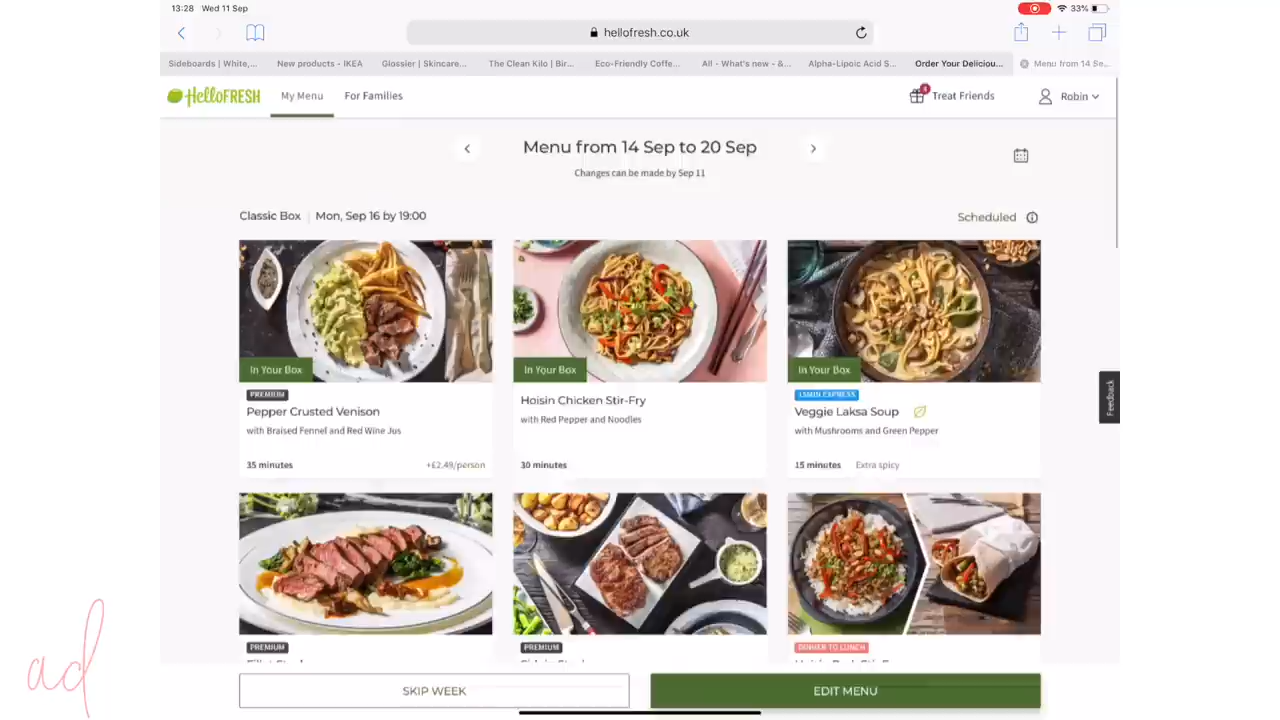 13:28 Wed 11 Sep
33%
hellofresh.co.uk
Sideboards | White,...
New products - IKEA
Glossier | Skincare...
The Clean Kilo | Bir...
Eco-Friendly Coffe...
All - What's new - &...
Alpha-Lipoic Acid S...
Order Your Deliciou...
Menu from 14 Se...
HelloFRESH
My Menu
For Families
4
Treat Friends
Robin
Menu from 14 Sep to 20 Sep
Changes can be made by Sep 11
Classic Box | Mon, Sep 16 by 19:00
Scheduled
In Your Box
In Your Box
In Your Box
PREMIUM
Pepper Crusted Venison
with Braised Fennel and Red Wine Jus
35 minutes
+£2.49/person
Hoisin Chicken Stir-Fry
with Red Pepper and Noodles
30 minutes
15MIN EXPRESS
Veggie Laksa Soup
with Mushrooms and Green Pepper
15 minutes Extra spicy
Feedback
PREMIUM
PREMIUM
DINNER TO LUNCH
SKIP WEEK
EDIT MENU
ad